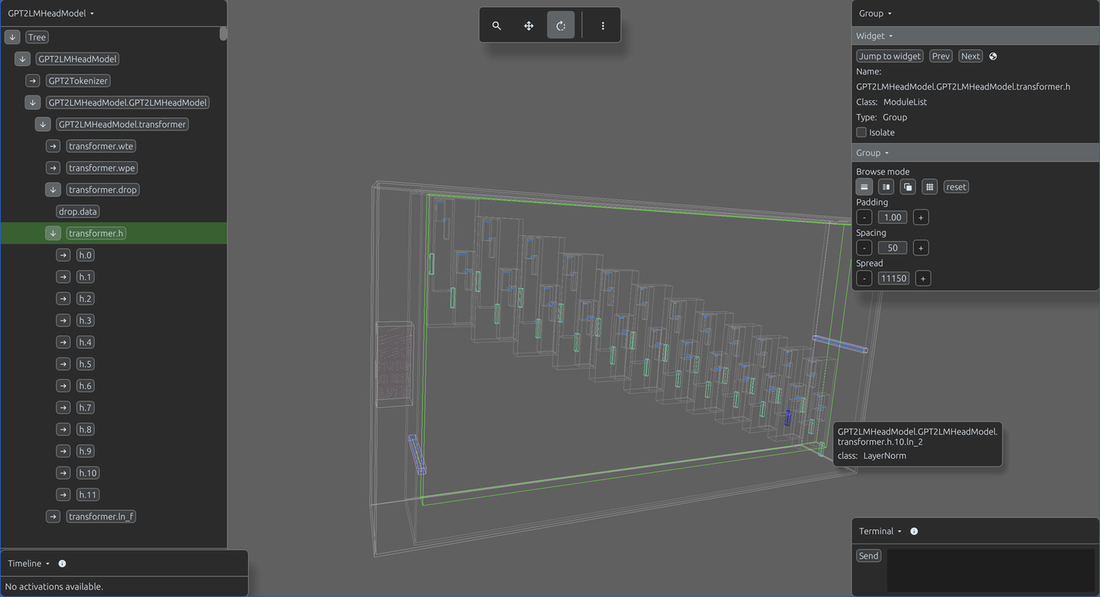 GPT2LMHeadModel
Tree
GPT2LMHeadModel
GPT2Tokenizer
GPT2LMHeadModel.GPT2LMHeadModel
GPT2LMHeadModel.transformer
transformer.wte
transformer.wpe
transformer.drop
drop.data
transformer.h
h.0
h.1
h.2
h.3
h.4
h.5
h.6
h.7
h.8
h.9
h.10
h.11
transformer.ln_f
Timeline
No activations available.
GPT2LMHeadModel.GPT2LMHeadModel.
transformer.h.10.ln_2
class: LayerNorm
Group
Widget
Jump to widget Prev Next
Name:
GPT2LMHeadModel.GPT2LMHeadModel.transformer.h
Class: ModuleList
Type: Group
Isolate
Group
Browse mode
reset
Padding
- 1.00 +
Spacing
- 50 +
Spread
- 11150 +
Terminal
Send